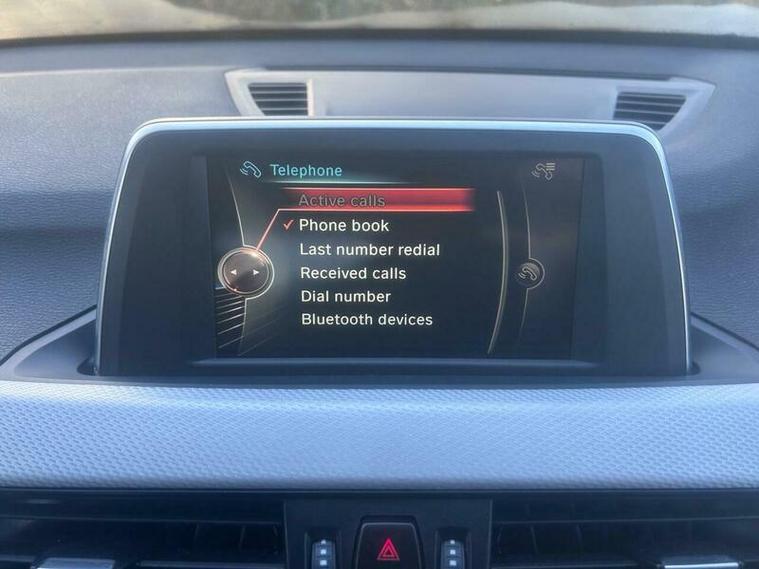 Telephone
Active calls
Phone book
Last number redial
Received calls
Dial number
Bluetooth devices